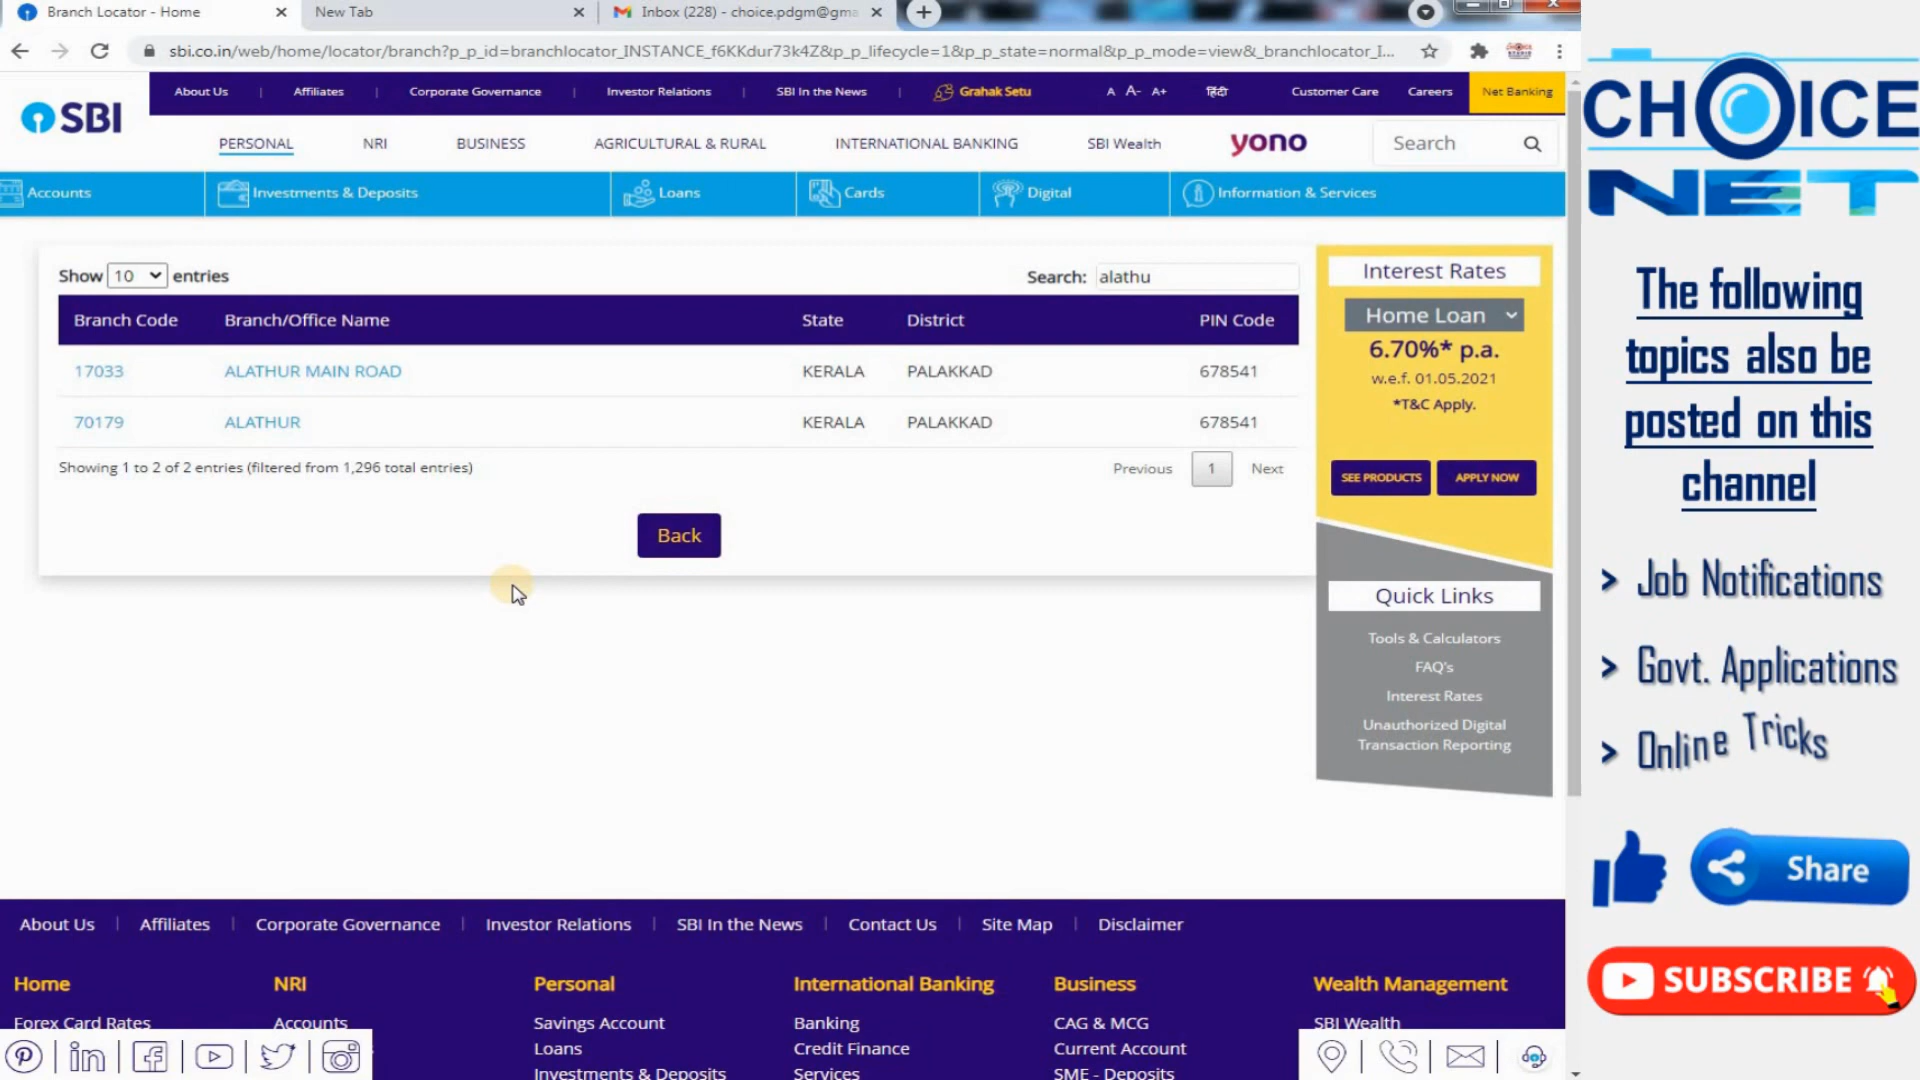 Branch Locator - Home
New Tab
Inbox (228) - choice.pdgm@gma
sbi.co.in/web/home/locator/branch?p_p_id=branchlocator_INSTANCE_f6KKdur73k4Z&p_p_lifecycle=1&p_p_state=normal&p_p_mode=view&_branchlocator_I...
SBI
About Us | Affiliates | Corporate Governance | Investor Relations | SBI In the News | Grahak Setu A A- A+ हिंदी Customer Care Careers Net Banking
PERSONAL NRI BUSINESS AGRICULTURAL & RURAL INTERNATIONAL BANKING SBI Wealth yono Search
Accounts Investments & Deposits Loans Cards Digital Information & Services
Show 10 entries Search: alathu
Branch Code Branch/Office Name State District PIN Code
17033 ALATHUR MAIN ROAD KERALA PALAKKAD 678541
70179 ALATHUR KERALA PALAKKAD 678541
Showing 1 to 2 of 2 entries (filtered from 1,296 total entries)
Previous 1 Next
Back
Interest Rates
Home Loan
6.70%* p.a.
w.e.f. 01.05.2021
*T&C Apply.
SEE PRODUCTS APPLY NOW
Quick Links
Tools & Calculators
FAQ's
Interest Rates
Unauthorized Digital
Transaction Reporting
About Us | Affiliates | Corporate Governance | Investor Relations | SBI In the News | Contact Us | Site Map | Disclaimer
Home NRI Personal International Banking Business Wealth Management
Forex Card Rates Accounts Savings Account Banking CAG & MCG SBI Wealth
Loans Credit Finance Current Account
Investments & Deposits Services SME - Deposits
CHOICE
NET
The following
topics also be
posted on this
channel
> Job Notifications
> Govt. Applications
> Online Tricks
Share
SUBSCRIBE